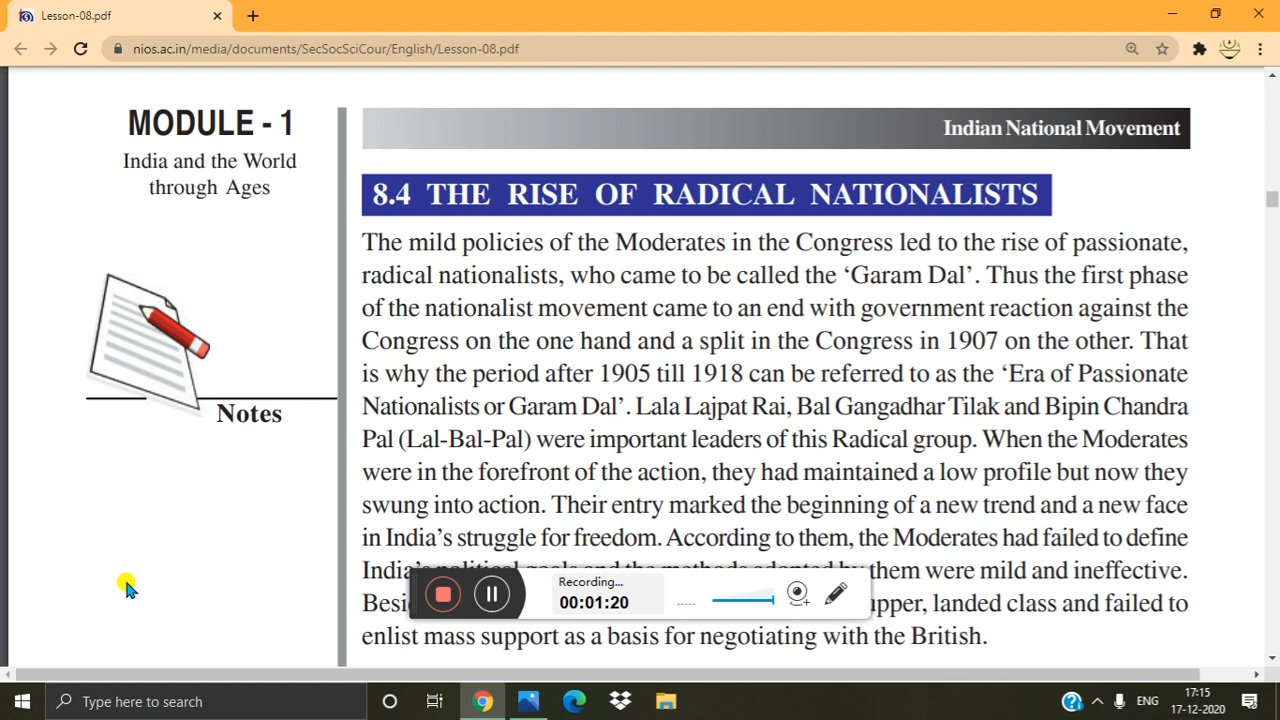 Lesson-08.pdf
nios.ac.in/media/documents/SecSocSciCour/English/Lesson-08.pdf
MODULE - 1
India and the World
through Ages
Notes
Indian National Movement
8.4 THE RISE OF RADICAL NATIONALISTS
The mild policies of the Moderates in the Congress led to the rise of passionate,
radical nationalists, who came to be called the ‘Garam Dal’. Thus the first phase
of the nationalist movement came to an end with government reaction against the
Congress on the one hand and a split in the Congress in 1907 on the other. That
is why the period after 1905 till 1918 can be referred to as the ‘Era of Passionate
Nationalists or Garam Dal’. Lala Lajpat Rai, Bal Gangadhar Tilak and Bipin Chandra
Pal (Lal-Bal-Pal) were important leaders of this Radical group. When the Moderates
were in the forefront of the action, they had maintained a low profile but now they
swung into action. Their entry marked the beginning of a new trend and a new face
in India’s struggle for freedom. According to them, the Moderates had failed to define
India’s political goals and the methods adopted by them were mild and ineffective.
upper, landed class and failed to
enlist mass support as a basis for negotiating with the British.
Recording...
00:01:20
Type here to search
ENG
17:15
17-12-2020